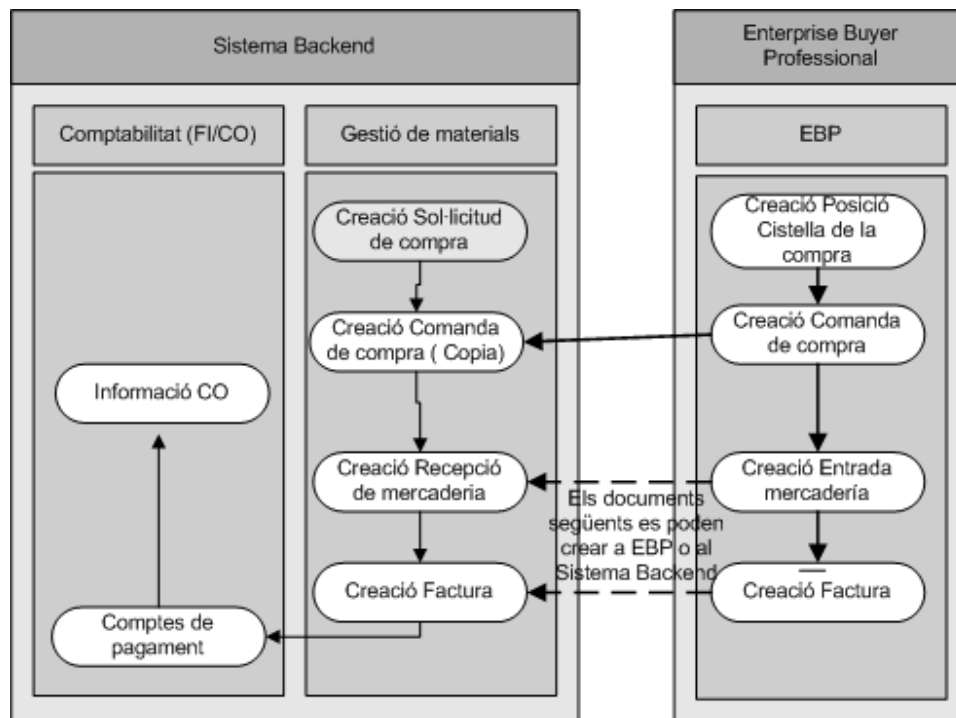 Sistema Backend
Enterprise Buyer
Professional
Comptabilitat (FI/CO)
Gestió de materials
EBP
Creació Sol·licitud
de compra
Creació Posició
Cistella de la
compra
Creació Comanda
de compra ( Copia)
Creació Comanda
de compra
Informació CO
Creació Recepció
de mercaderia
Creació Entrada
mercadería
Els documents
següents es poden
crear a EBP o al
Sistema Backend
Creació Factura
Creació Factura
Comptes de
pagament